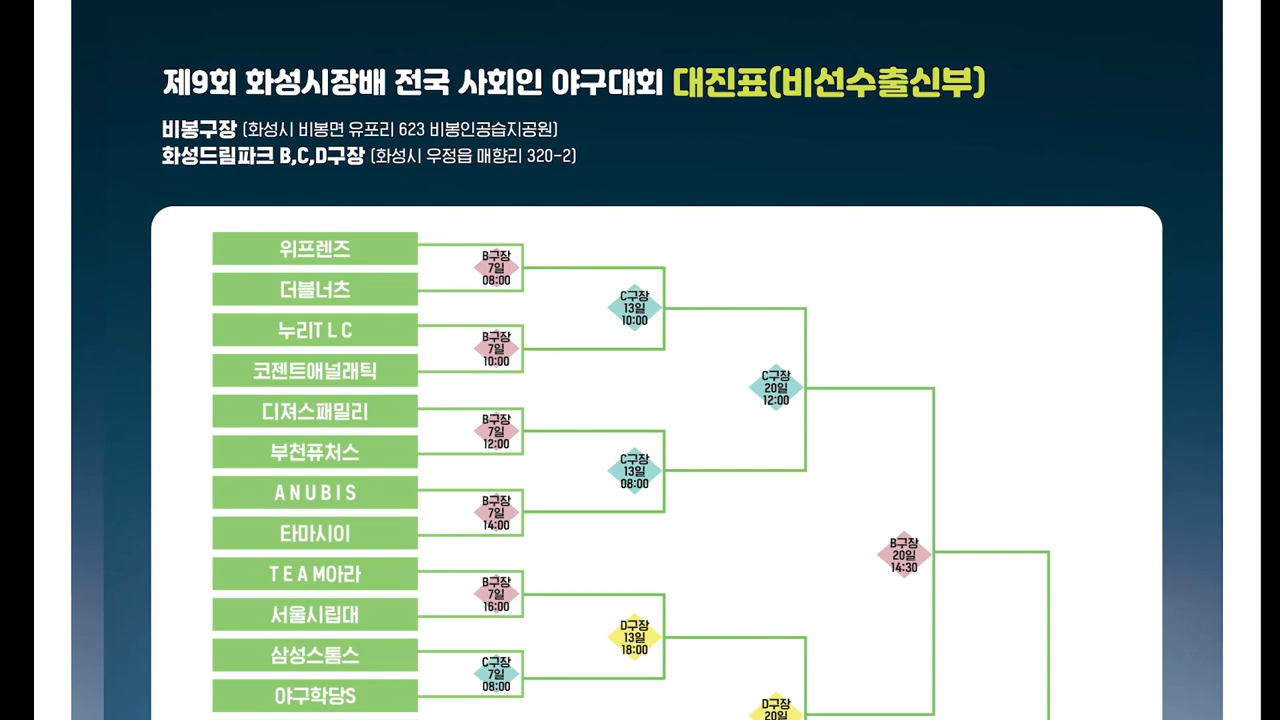 제9회 화성시장배 전국 사회인 야구대회 대진표(비선수출신부)
비봉구장 (화성시 비봉면 유포리 623 비봉인공습지공원)
화성드림파크 B,C,D구장 (화성시 우정읍 매향리 320-2)
위프렌즈
더블너츠
누리T L C
코젠트애널래틱
디져스패밀리
부천퓨처스
A N U B I S
타마시이
T E A M아라
서울시립대
삼성스톰스
야구학당S
B구장
7일
08:00
B구장
7일
10:00
B구장
7일
12:00
B구장
7일
14:00
B구장
7일
16:00
C구장
7일
08:00
C구장
13일
10:00
C구장
13일
08:00
D구장
13일
18:00
C구장
20일
12:00
D구장
20일
B구장
20일
14:30